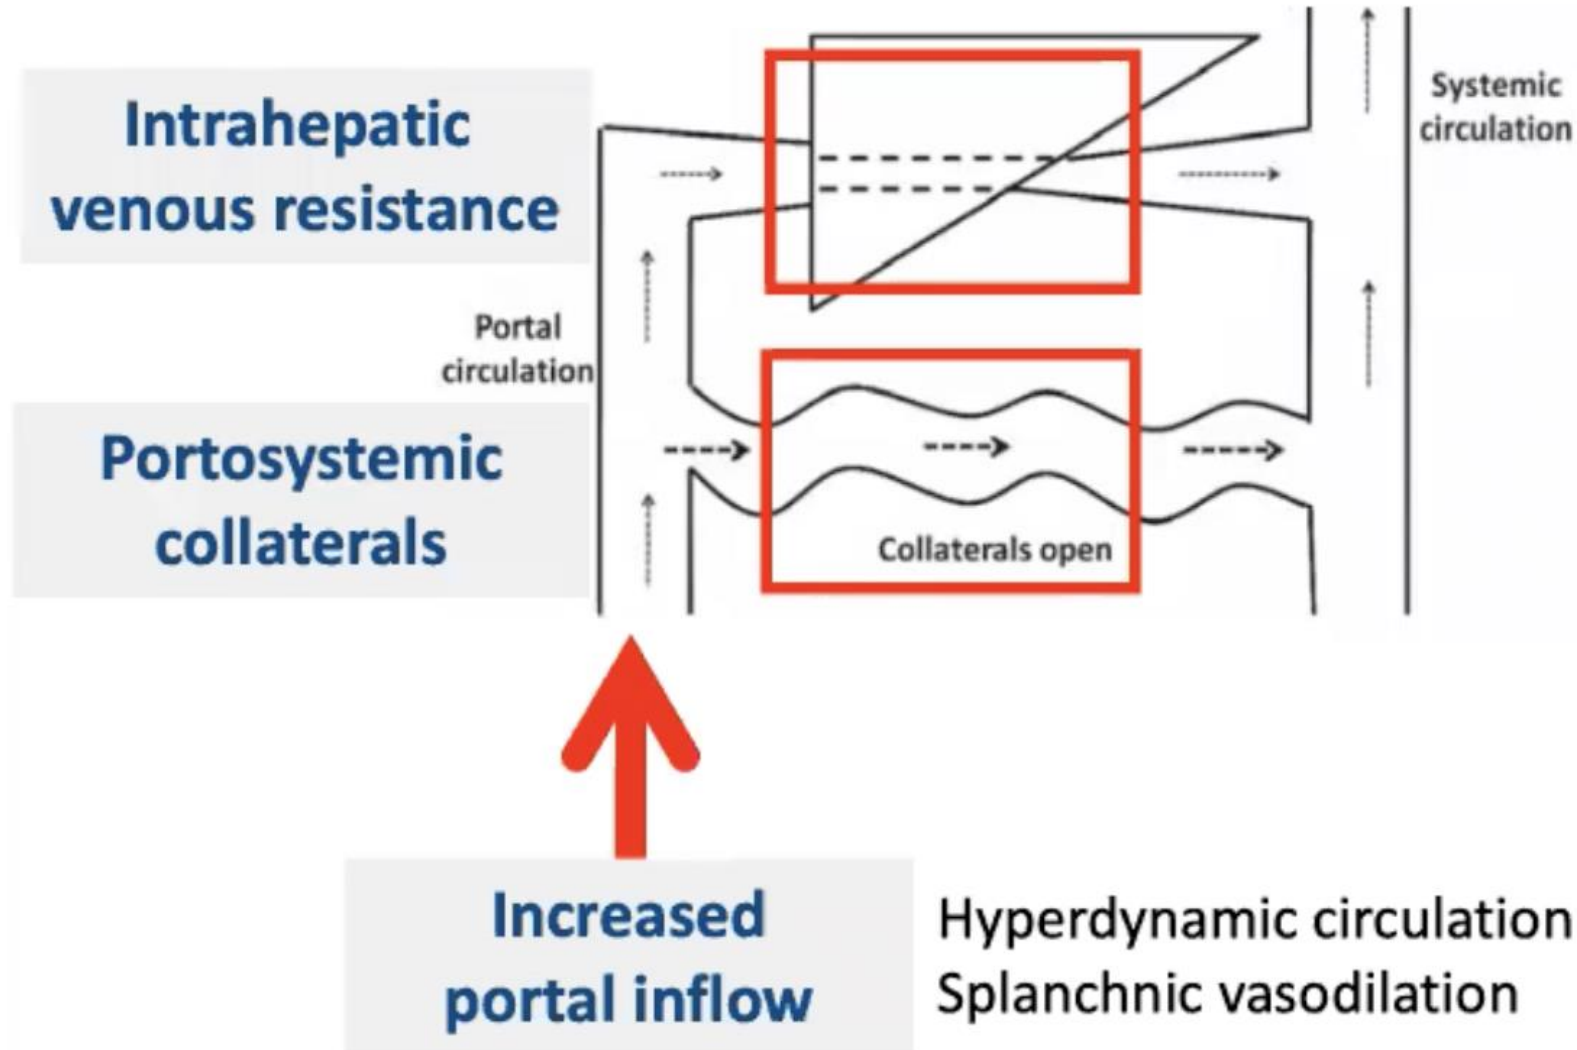 Intrahepatic
venous resistance
Systemic
circulation
Portal
circulation
Portosystemic
collaterals
Collaterals open
Increased
portal inflow
Hyperdynamic circulation
Splanchnic vasodilation